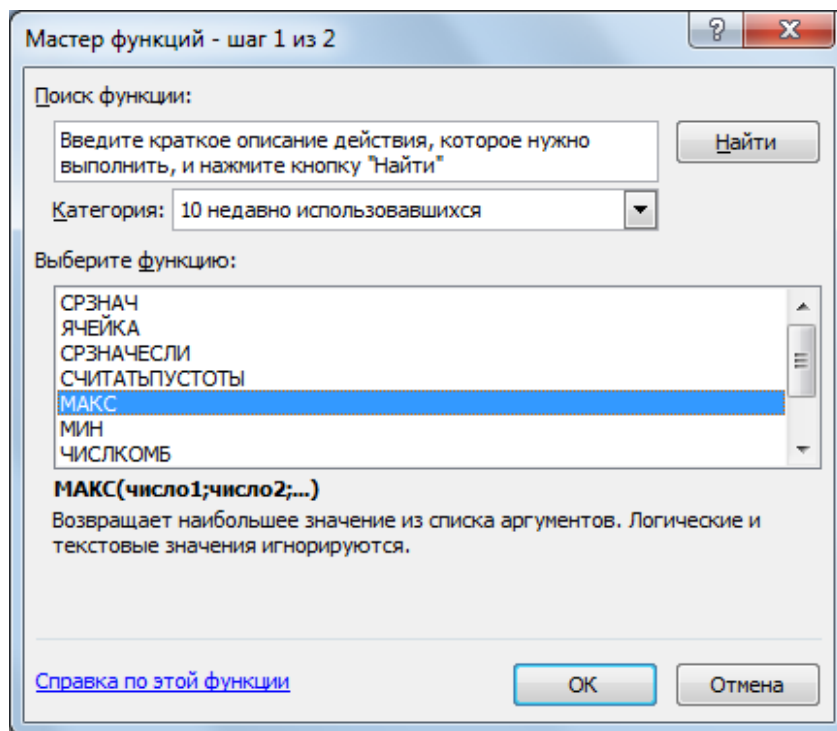 Мастер функций - шаг 1 из 2
Поиск функции:
Введите краткое описание действия, которое нужно
выполнить, и нажмите кнопку "Найти"
Найти
Категория: 10 недавно использовавшихся
Выберите функцию:
СРЗНАЧ
ЯЧЕЙКА
СРЗНАЧЕСЛИ
СЧИТАТЬПУСТОТЫ
МАКС
МИН
ЧИСЛКОМБ
МАКС(число1;число2;...)
Возвращает наибольшее значение из списка аргументов. Логические и
текстовые значения игнорируются.
Справка по этой функции
ОК
Отмена